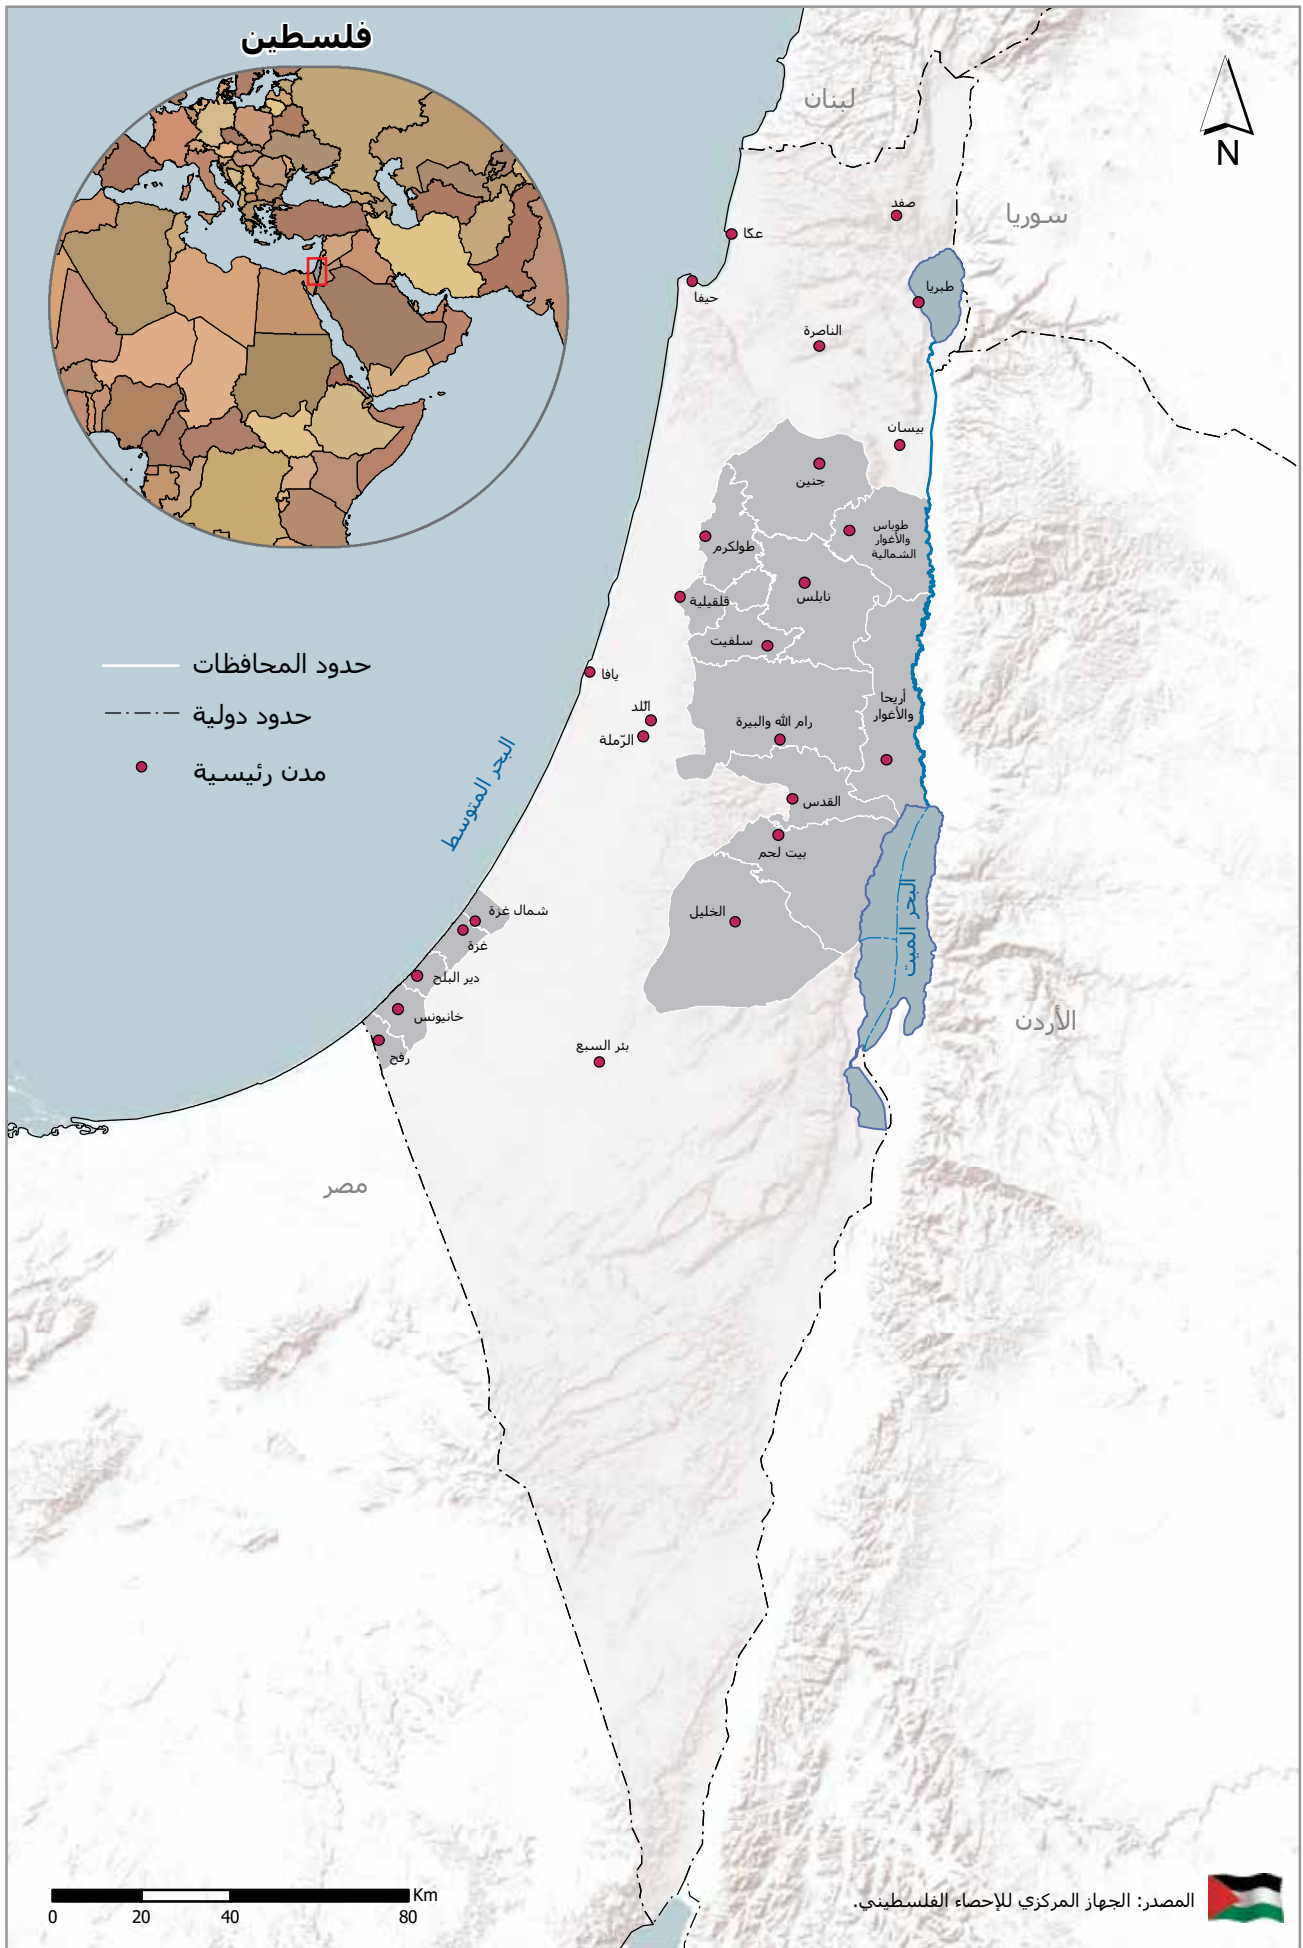 فلسطين
لبنان
N
سوريا
صفد
عكا
طبريا
حيفا
الناصرة
بيسان
جنين
طوباس
والأغوار
الشمالية
طولكرم
نابلس
قلقيلية
سلفيت
حدود المحافظات
يافا
أريحا
والأغوار
حدود دولية
اللد
رام الله والبيرة
الرّملة
مدن رئيسية
البحر المتوسط
القدس
بيت لحم
البحر الميت
الخليل
شمال غزة
غزة
دير البلح
خانيونس
الأردن
رفح
بئر السبع
مصر
Km
0 20 40 80
المصدر: الجهاز المركزي للإحصاء الفلسطيني.